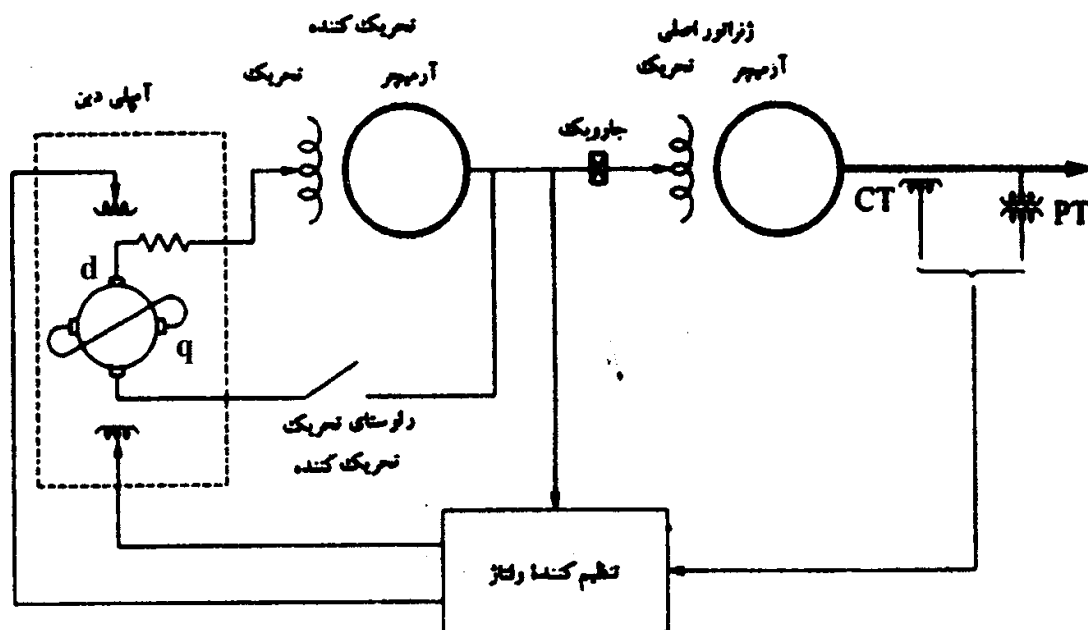 تحریک کننده
ژنراتور اصلی
تحریک
آرمیچر
تحریک
آرمیچر
آمپلی دین
جاروبک
CT
PT
d
q
رئوستای تحریک
تحریک کننده
تنظیم کنندهٔ ولتاژ